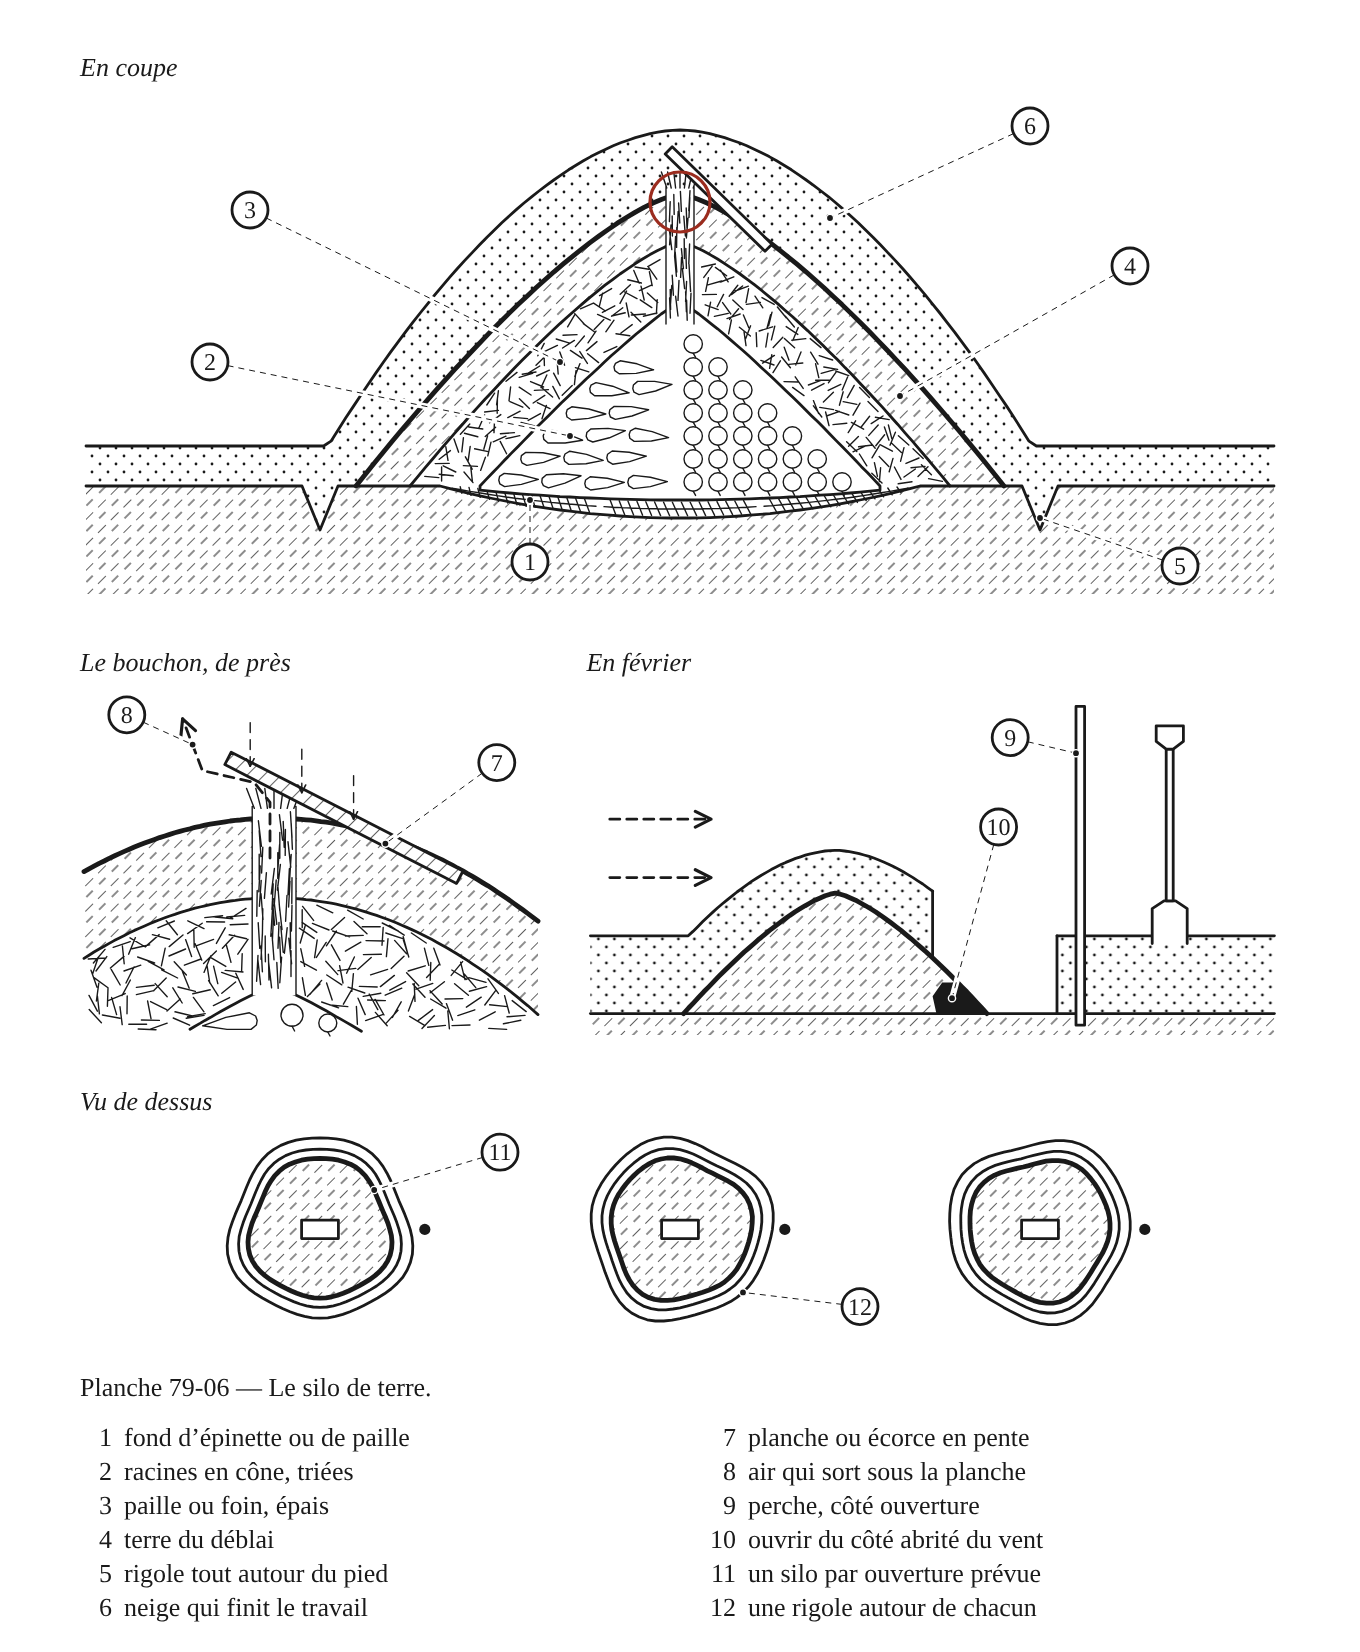 En coupe
6
3
4
2
1
5
Le bouchon, de près
En février
8
7
9
10
Vu de dessus
11
12
Planche 79-06 — Le silo de terre.
1 fond d’épinette ou de paille
2 racines en cône, triées
3 paille ou foin, épais
4 terre du déblai
5 rigole tout autour du pied
6 neige qui finit le travail
7 planche ou écorce en pente
8 air qui sort sous la planche
9 perche, côté ouverture
10 ouvrir du côté abrité du vent
11 un silo par ouverture prévue
12 une rigole autour de chacun